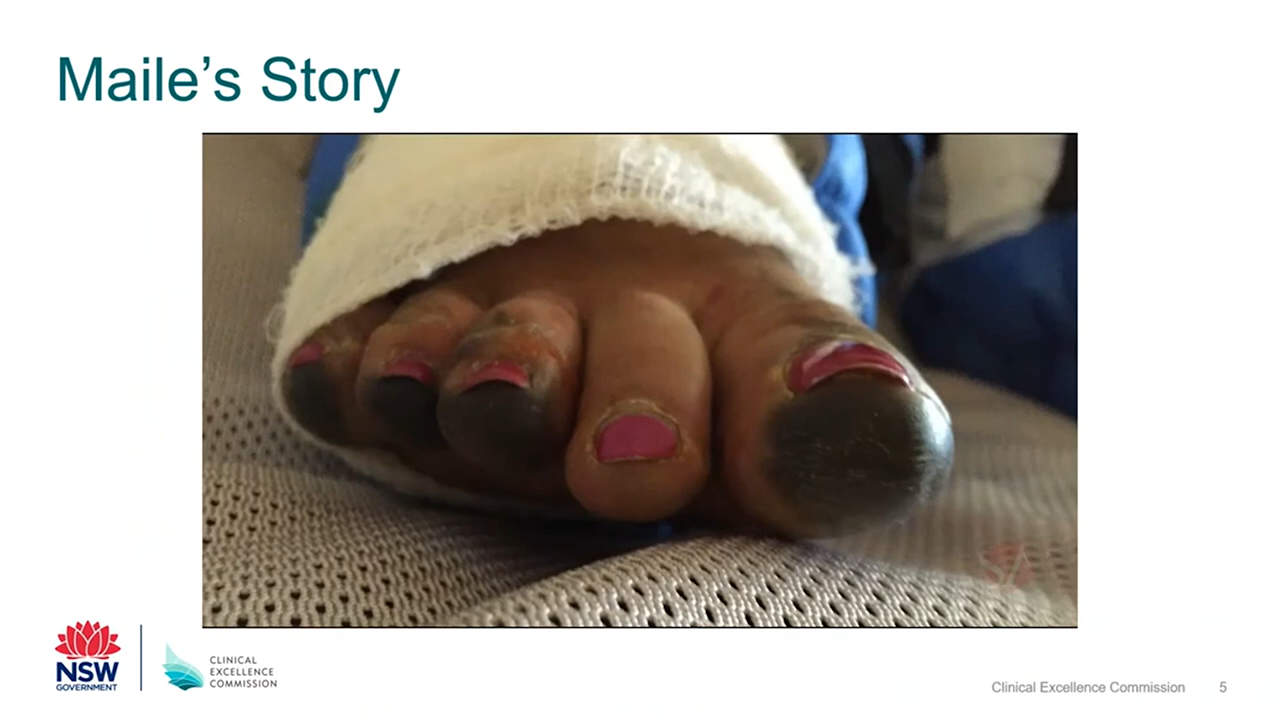 Maile’s Story
NSW
GOVERNMENT
CLINICAL
EXCELLENCE
COMMISSION
Clinical Excellence Commission 5